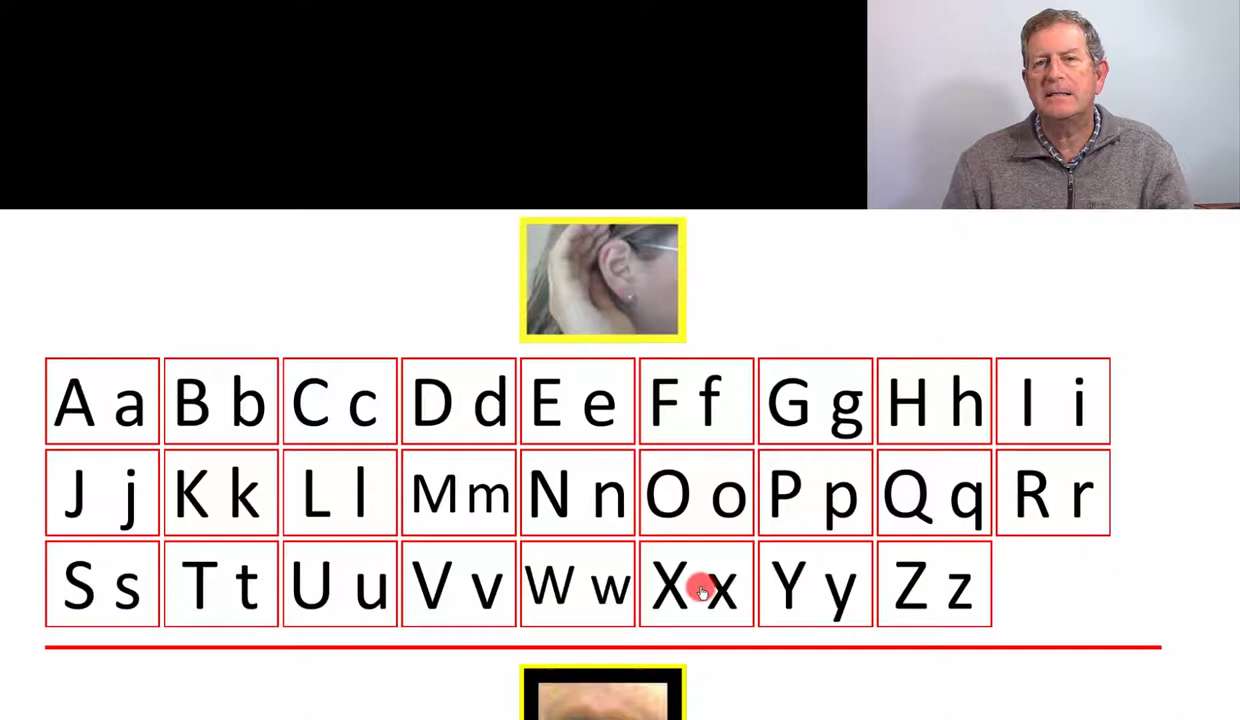 A a B b C c D d E e F f G g H h I i
J j K k L l M m N n O o P p Q q R r
S s T t U u V v W w X x Y y Z z